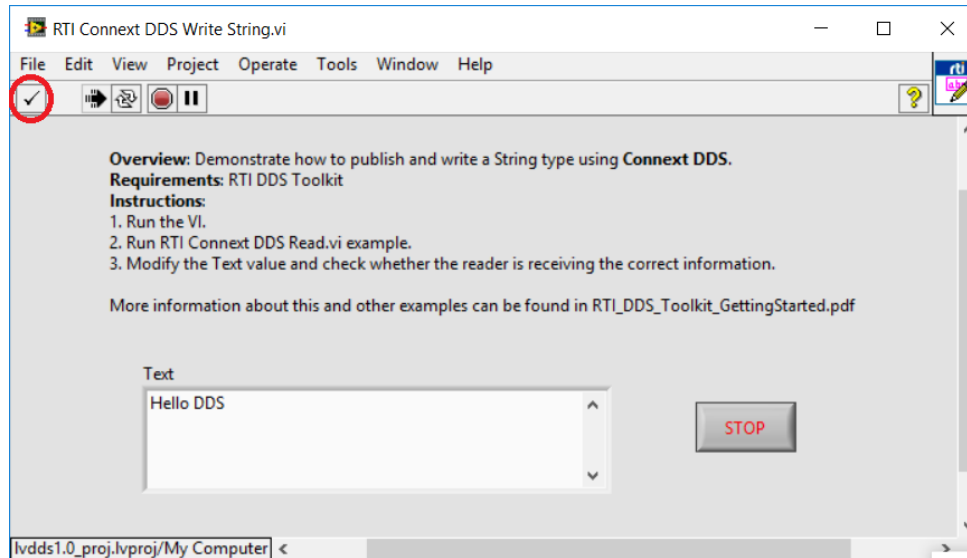 RTI Connext DDS Write String.vi
File Edit View Project Operate Tools Window Help
rti
Overview: Demonstrate how to publish and write a String type using Connext DDS.
Requirements: RTI DDS Toolkit
Instructions:
1. Run the VI.
2. Run RTI Connext DDS Read.vi example.
3. Modify the Text value and check whether the reader is receiving the correct information.
More information about this and other examples can be found in RTI_DDS_Toolkit_GettingStarted.pdf
Text
Hello DDS
STOP
lvdds1.0_proj.lvproj/My Computer